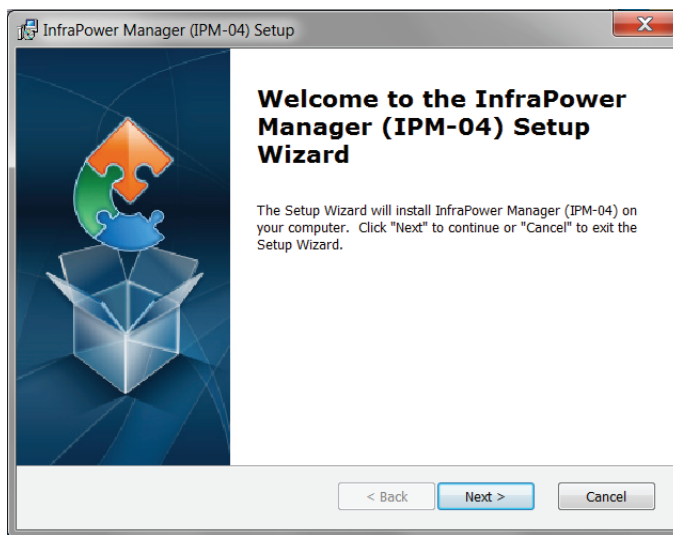 InfraPower Manager (IPM-04) Setup
Welcome to the InfraPower
Manager (IPM-04) Setup
Wizard
The Setup Wizard will install InfraPower Manager (IPM-04) on
your computer. Click "Next" to continue or "Cancel" to exit the
Setup Wizard.
< Back
Next >
Cancel